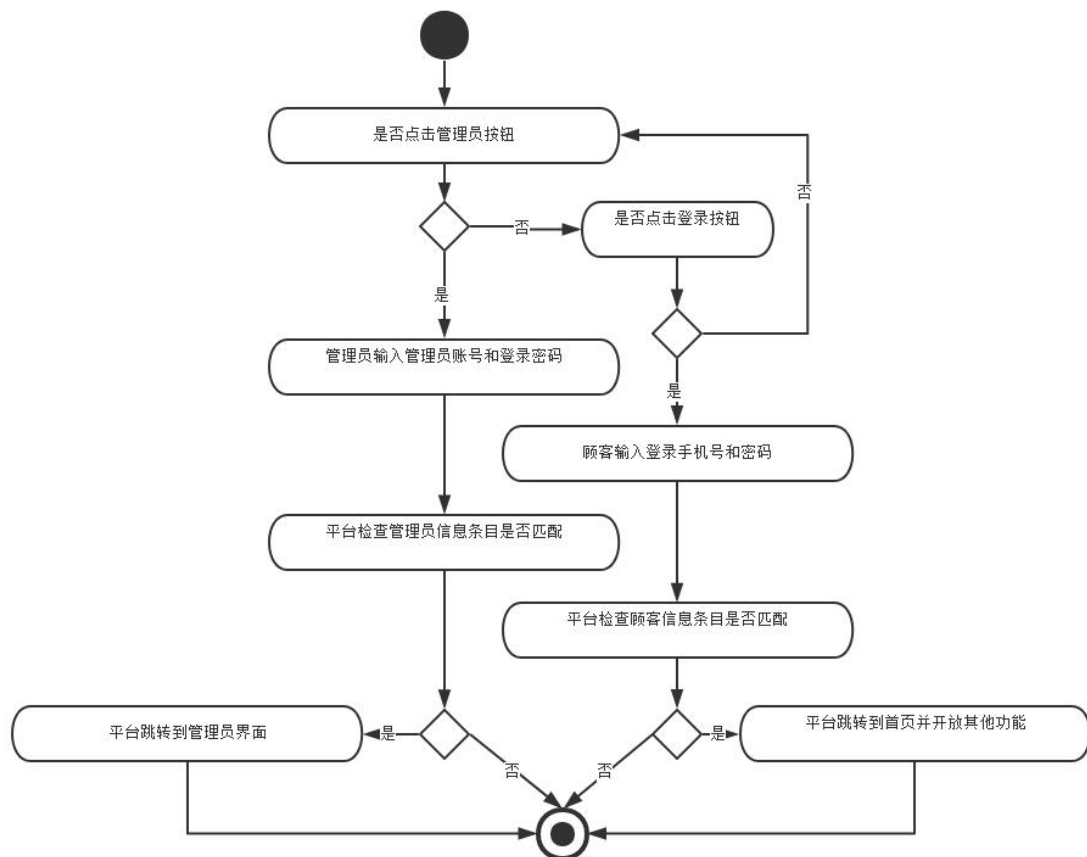 是否点击管理员按钮
否
否
是否点击登录按钮
是
管理员输入管理员账号和登录密码
是
顾客输入登录手机号和密码
平台检查管理员信息条目是否匹配
平台检查顾客信息条目是否匹配
平台跳转到管理员界面
是
是
平台跳转到首页并开放其他功能
否
否